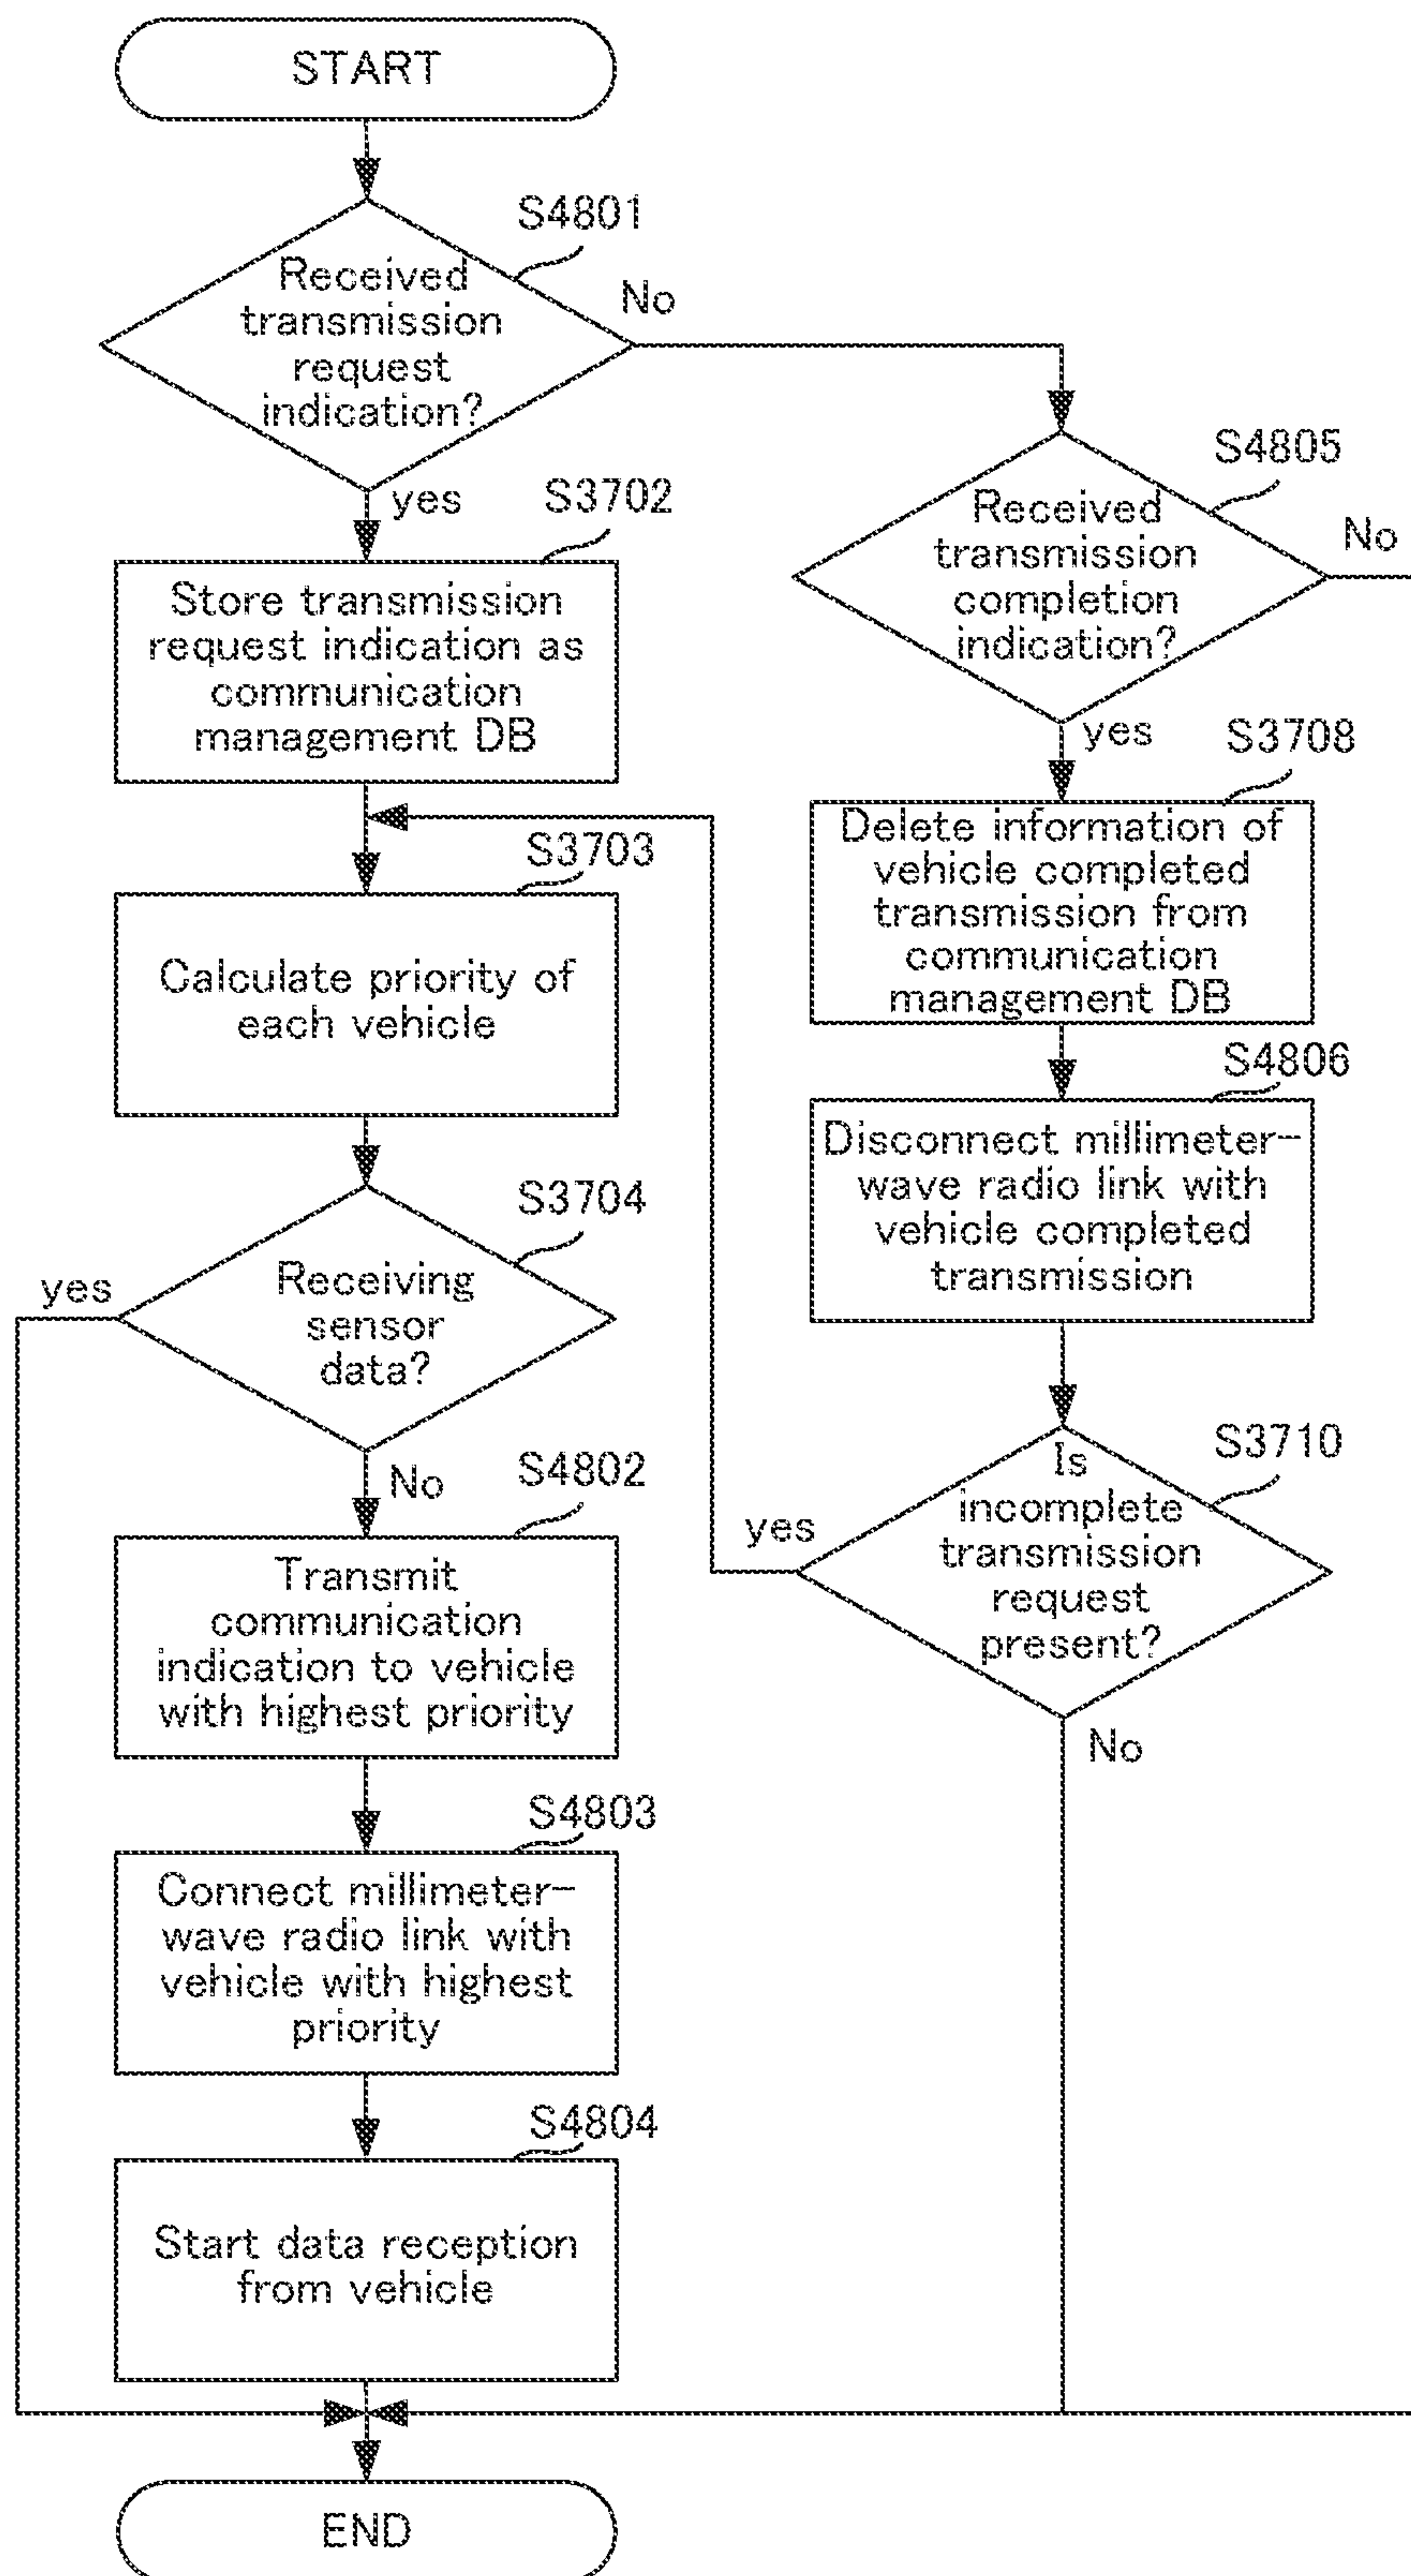 START
S4801
Received
transmission
request
indication?
No
yes
S3702
Store transmission
request indication as
communication
management DB
S3703
Calculate priority of
each vehicle
S3704
Receiving
sensor
data?
yes
No
S4802
Transmit
communication
indication to vehicle
with highest priority
S4803
Connect millimeter-
wave radio link with
vehicle with highest
priority
S4804
Start data reception
from vehicle
END
S4805
Received
transmission
completion
indication?
No
yes
S3708
Delete information of
vehicle completed
transmission from
communication
management DB
S4806
Disconnect millimeter-
wave radio link with
vehicle completed
transmission
S3710
Is
incomplete
transmission
request
present?
yes
No